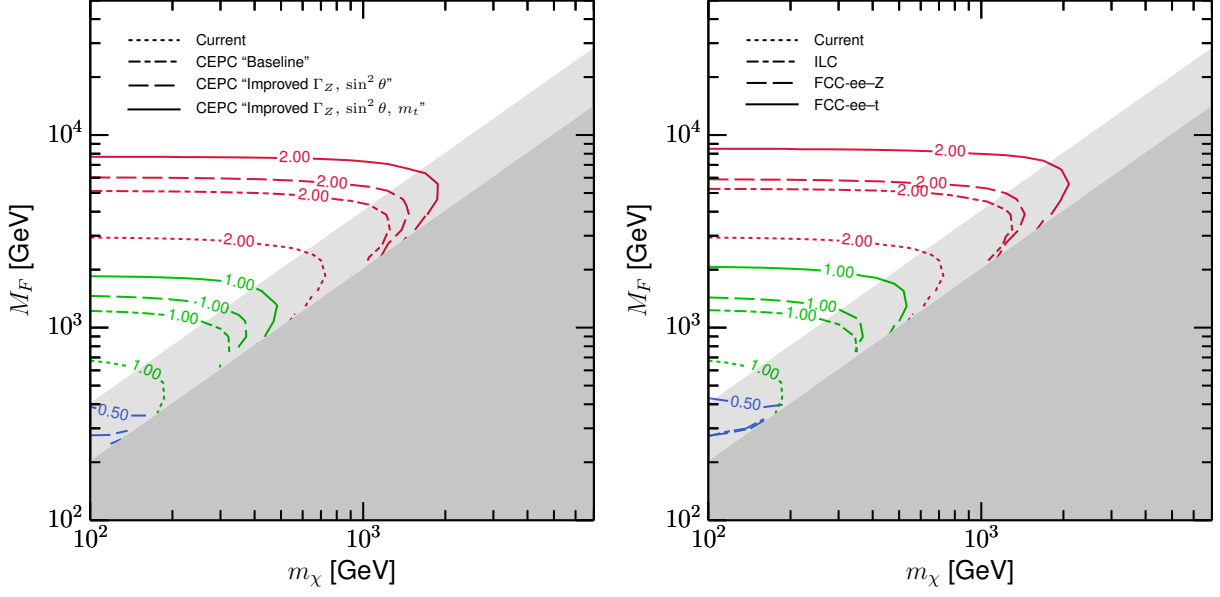 Current
CEPC “Baseline”
CEPC “Improved Γ_Z, sin² θ”
CEPC “Improved Γ_Z, sin² θ, m_t”
10⁴
10³
10²
M_F [GeV]
2.00
2.00
2.00
2.00
1.00
1.00
1.00
1.00
0.50
10²
10³
m_χ [GeV]
Current
ILC
FCC-ee–Z
FCC-ee–t
10⁴
10³
10²
M_F [GeV]
2.00
2.00
2.00
2.00
1.00
1.00
1.00
1.00
0.50
10²
10³
m_χ [GeV]